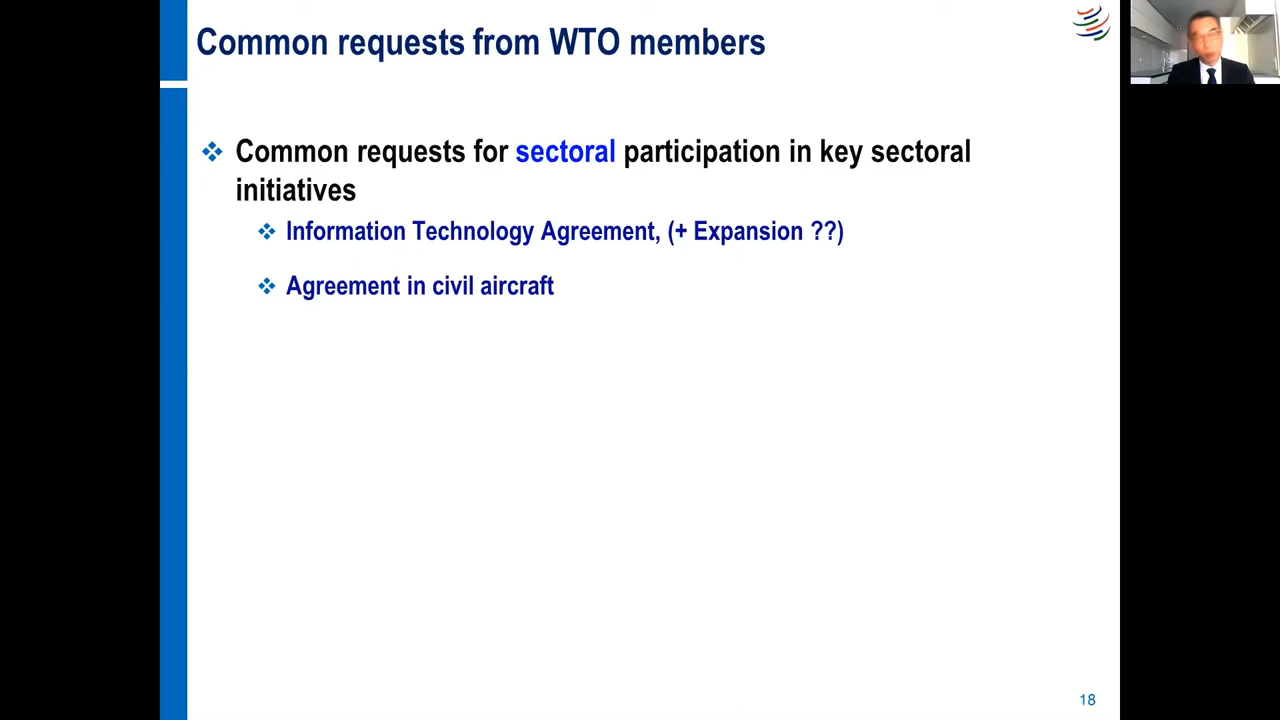 Common requests from WTO members
Common requests for sectoral participation in key sectoral
initiatives
Information Technology Agreement, (+ Expansion ??)
Agreement in civil aircraft
18